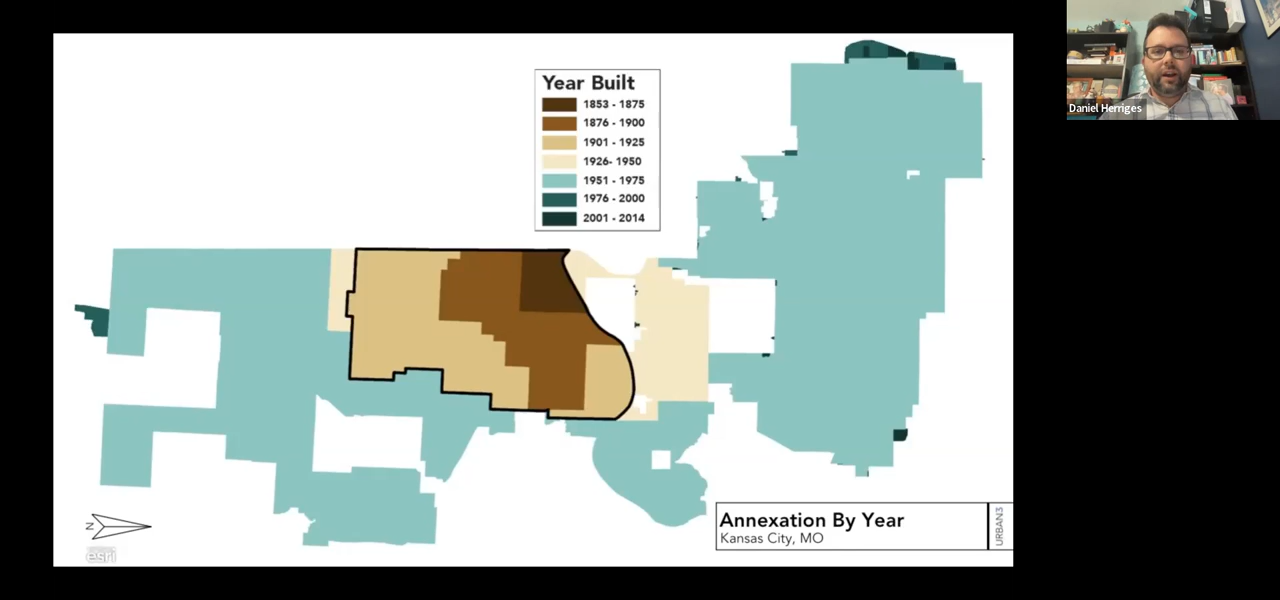 Year Built
1853 - 1875
1876 - 1900
1901 - 1925
1926- 1950
1951 - 1975
1976 - 2000
2001 - 2014
Daniel Herriges
N
esri
Annexation By Year
Kansas City, MO
URBAN3